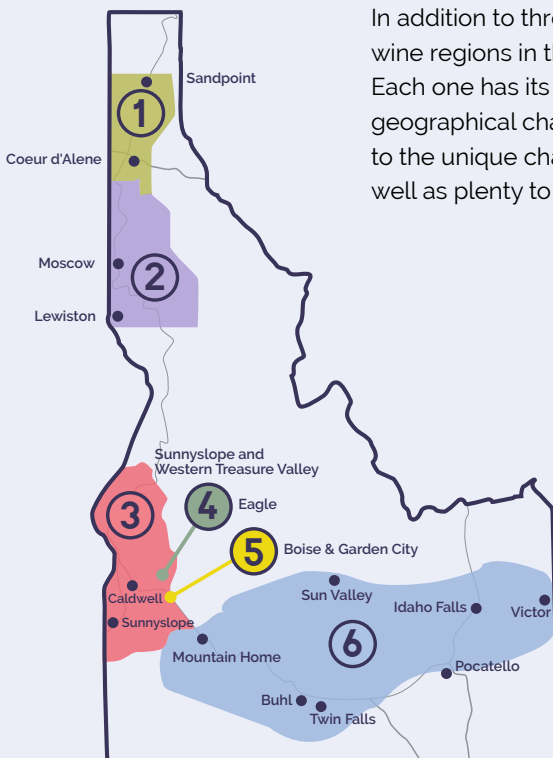 In addition to thre
wine regions in th
Each one has its
geographical cha
to the unique cha
well as plenty to
Sandpoint
1
Coeur d'Alene
Moscow
2
Lewiston
Sunnyslope and
Western Treasure Valley
3
4
Eagle
5
Boise & Garden City
Caldwell
Sunnyslope
Sun Valley
Idaho Falls
Victor
6
Mountain Home
Pocatello
Buhl
Twin Falls